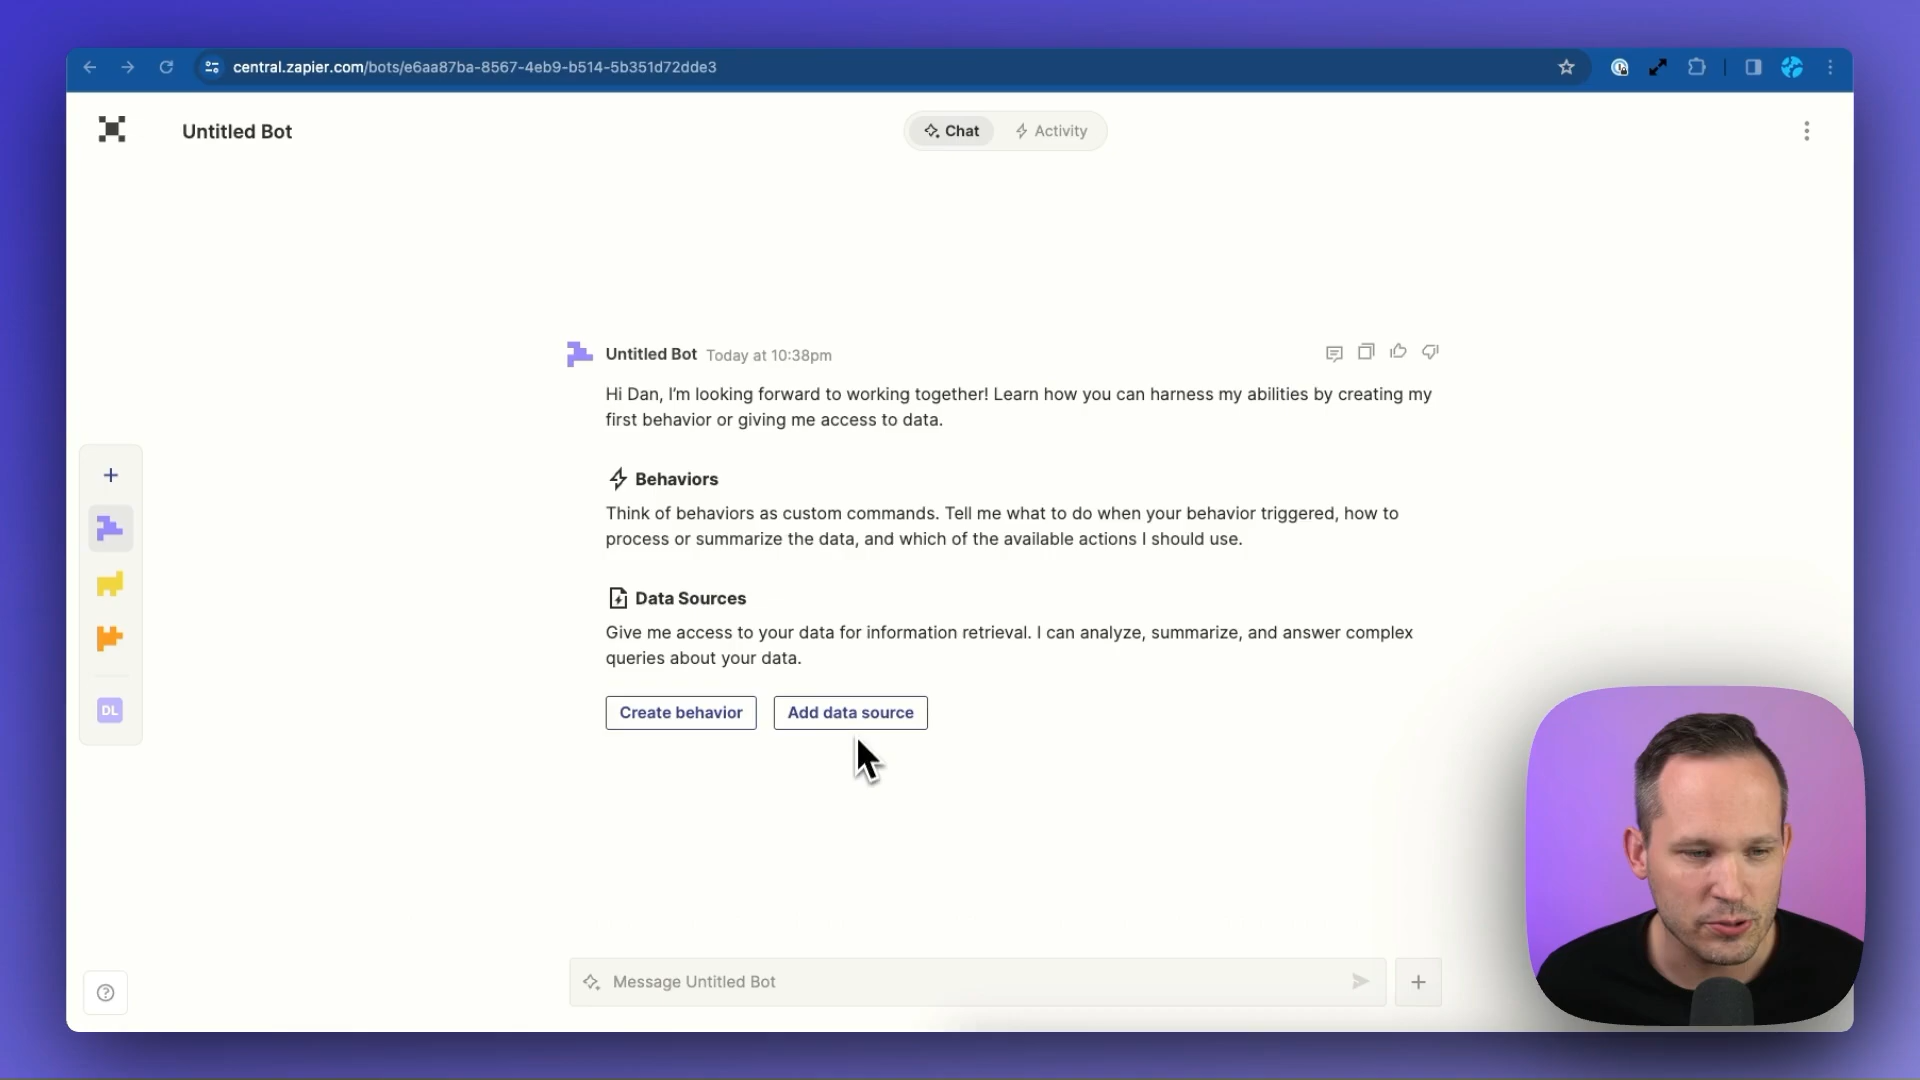 central.zapier.com/bots/e6aa87ba-8567-4eb9-b514-5b351d72dde3
Untitled Bot
Chat
Activity
Untitled Bot Today at 10:38pm
Hi Dan, I'm looking forward to working together! Learn how you can harness my abilities by creating my
first behavior or giving me access to data.
Behaviors
Think of behaviors as custom commands. Tell me what to do when your behavior triggered, how to
process or summarize the data, and which of the available actions I should use.
Data Sources
Give me access to your data for information retrieval. I can analyze, summarize, and answer complex
queries about your data.
Create behavior
Add data source
DL
Message Untitled Bot